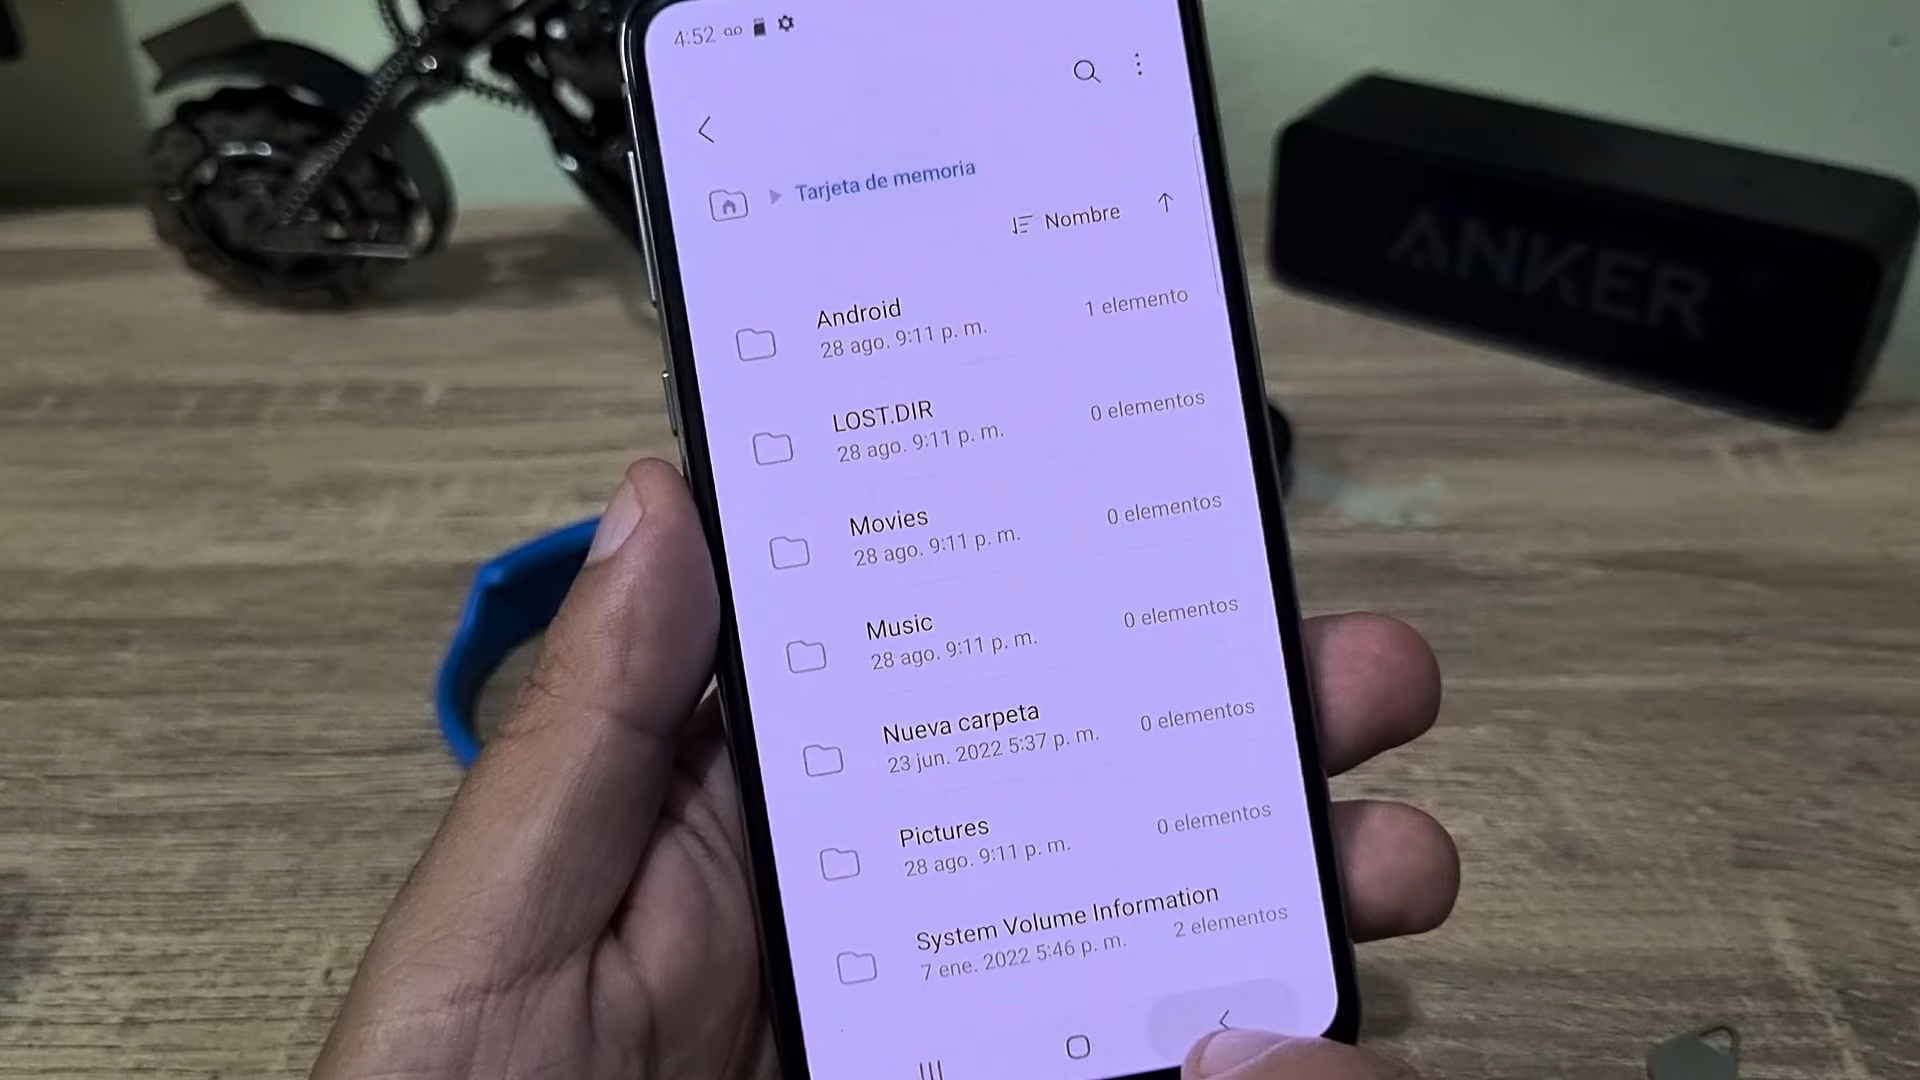 4:52
Tarjeta de memoria
Nombre
Android
28 ago. 9:11 p. m.
1 elemento
LOST.DIR
28 ago. 9:11 p. m.
0 elementos
Movies
28 ago. 9:11 p. m.
0 elementos
Music
28 ago. 9:11 p. m.
0 elementos
Nueva carpeta
23 jun. 2022 5:37 p. m.
0 elementos
Pictures
28 ago. 9:11 p. m.
0 elementos
System Volume Information
7 ene. 2022 5:46 p. m.
2 elementos
ANKER